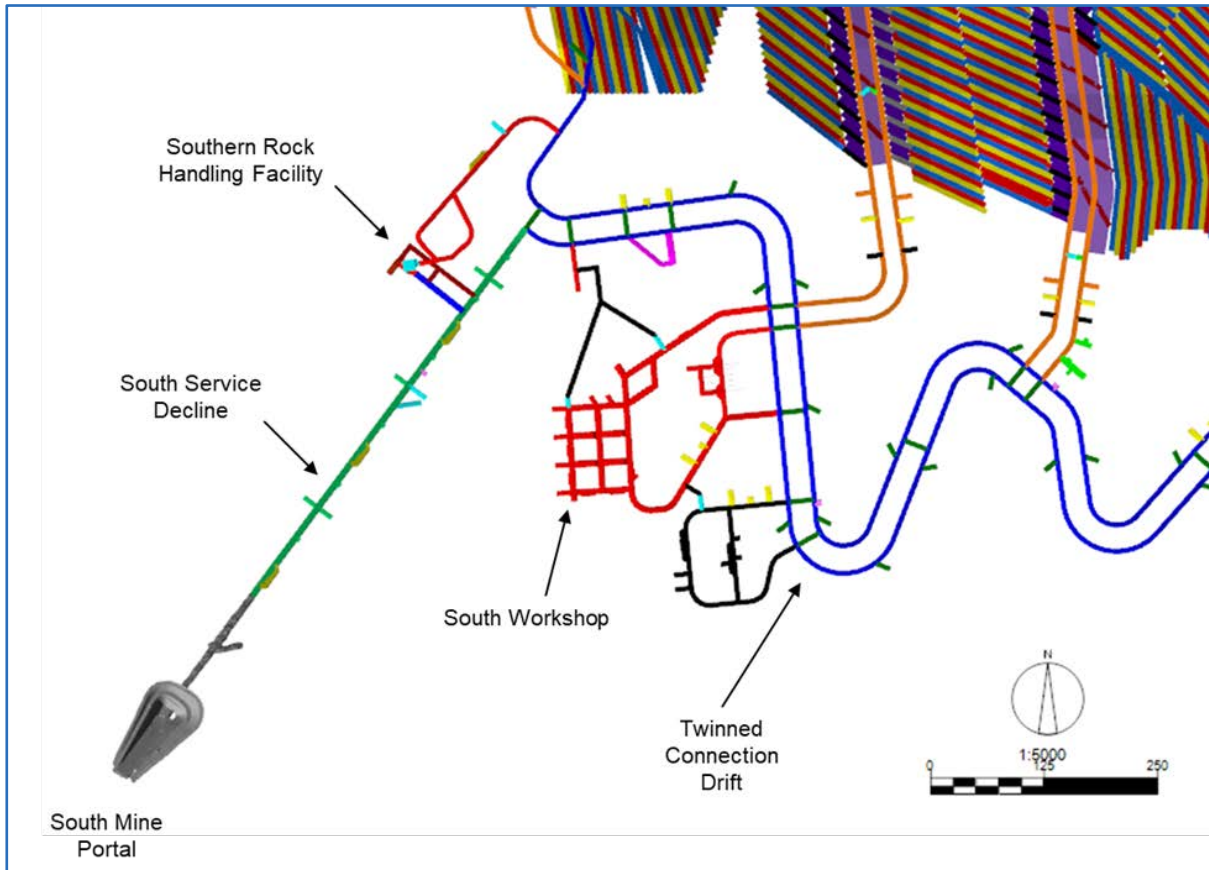 Southern Rock
Handling Facility
South Service
Decline
South Workshop
Twinned
Connection
Drift
South Mine
Portal
N
1:5000
0 125 250